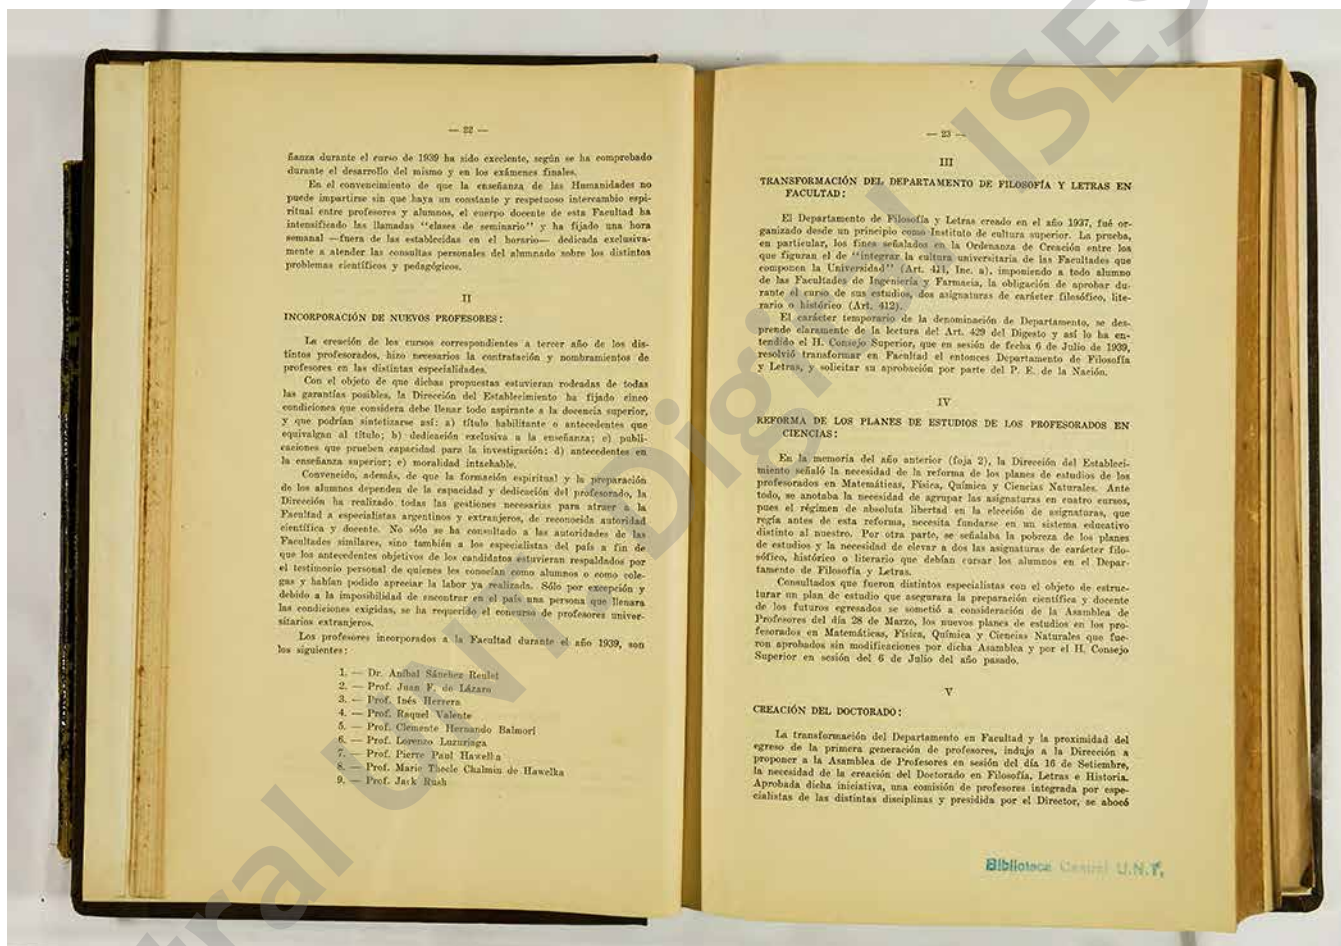 — 22 —
ñanza durante el curso de 1939 ha sido excelente, según se ha comprobado
durante el desarrollo del mismo y en los exámenes finales.
En el convencimiento de que la enseñanza de las Humanidades no
puede impartirse sin que haya un constante y respetuoso intercambio espi-
ritual entre profesores y alumnos, el cuerpo docente de esta Facultad ha
intensificado las llamadas "clases de seminario" y ha fijado una hora
semanal —fuera de las establecidas en el horario— dedicada exclusiva-
mente a atender las consultas personales del alumnado sobre los distintos
problemas científicos y pedagógicos.
II
INCORPORACIÓN DE NUEVOS PROFESORES:
La creación de los cursos correspondientes a tercer año de los dis-
tintos profesorados, hizo necesarios la contratación y nombramientos de
profesores en las distintas especialidades.
Con el objeto de que dichas propuestas estuvieran rodeadas de todas
las garantías posibles, la Dirección del Establecimiento ha fijado cinco
condiciones que considera debe llenar todo aspirante a la docencia superior,
y que podrían sintetizarse así: a) título habilitante o antecedentes que
equivalgan al título; b) dedicación exclusiva a la enseñanza; c) publi-
caciones que prueben capacidad para la investigación; d) antecedentes en
la enseñanza superior; e) moralidad intachable.
Convencido, además, de que la formación espiritual y la preparación
de los alumnos dependen de la capacidad y dedicación del profesorado, la
Dirección ha realizado todas las gestiones necesarias para atraer a la
Facultad a especialistas argentinos y extranjeros, de reconocida autoridad
científica y docente. No sólo se ha consultado a las autoridades de las
Facultades similares, sino también a los especialistas del país a fin de
que los antecedentes objetivos de los candidatos estuvieran respaldados por
el testimonio personal de quienes les conocían como alumnos o como cole-
gas y habían podido apreciar la labor ya realizada. Sólo por excepción y
debido a la imposibilidad de encontrar en el país una persona que llenara
las condiciones exigidas, se ha requerido el concurso de profesores univer-
sitarios extranjeros.
Los profesores incorporados a la Facultad durante el año 1939, son
los siguientes:
1. — Dr. Aníbal Sánchez Reulet
2. — Prof. Juan F. de Lázaro
3. — Prof. Inés Herrera
4. — Prof. Raquel Valente
5. — Prof. Clemente Hernando Balmori
6. — Prof. Lorenzo Luzuriaga
7. — Prof. Pierre Paul Hawelka
8. — Prof. Marie Thecle Chalmin de Hawelka
9. — Prof. Jack Rush
— 23 —
III
TRANSFORMACIÓN DEL DEPARTAMENTO DE FILOSOFÍA Y LETRAS EN
FACULTAD:
El Departamento de Filosofía y Letras creado en el año 1937, fué or-
ganizado desde un principio como Instituto de cultura superior. La prueba,
en particular, los fines señalados en la Ordenanza de Creación entre los
que figuran el de "integrar la cultura universitaria de las Facultades que
componen la Universidad" (Art. 411, Inc. a), imponiendo a todo alumno
de las Facultades de Ingeniería y Farmacia, la obligación de aprobar du-
rante el curso de sus estudios, dos asignaturas de carácter filosófico, lite-
rario o histórico (Art. 412).
El carácter temporario de la denominación de Departamento, se des-
prende claramente de la lectura del Art. 429 del Digesto y así lo ha en-
tendido el H. Consejo Superior, que en sesión de fecha 6 de Julio de 1939,
resolvió transformar en Facultad el entonces Departamento de Filosofía
y Letras, y solicitar su aprobación por parte del P. E. de la Nación.
IV
REFORMA DE LOS PLANES DE ESTUDIOS DE LOS PROFESORADOS EN
CIENCIAS:
En la memoria del año anterior (foja 2), la Dirección del Estableci-
miento señaló la necesidad de la reforma de los planes de estudios de los
profesorados en Matemáticas, Física, Química y Ciencias Naturales. Ante
todo, se anotaba la necesidad de agrupar las asignaturas en cuatro cursos,
pues el régimen de absoluta libertad en la elección de asignaturas, que
regía antes de esta reforma, necesita fundarse en un sistema educativo
distinto al nuestro. Por otra parte, se señalaba la pobreza de los planes
de estudios y la necesidad de elevar a dos las asignaturas de carácter filo-
sófico, histórico o literario que debían cursar los alumnos en el Depar-
tamento de Filosofía y Letras.
Consultados que fueron distintos especialistas con el objeto de estruc-
turar un plan de estudio que asegurara la preparación científica y docente
de los futuros egresados se sometió a consideración de la Asamblea de
Profesores del día 28 de Marzo, los nuevos planes de estudios en los pro-
fesorados en Matemáticas, Física, Química y Ciencias Naturales que fue-
ron aprobados sin modificaciones por dicha Asamblea y por el H. Consejo
Superior en sesión del 6 de Julio del año pasado.
V
CREACIÓN DEL DOCTORADO:
La transformación del Departamento en Facultad y la proximidad del
egreso de la primera generación de profesores, indujo a la Dirección a
proponer a la Asamblea de Profesores en sesión del día 16 de Setiembre,
la necesidad de la creación del Doctorado en Filosofía, Letras e Historia.
Aprobada dicha iniciativa, una comisión de profesores integrada por espe-
cialistas de las distintas disciplinas y presidida por el Director, se abocó
Biblioteca Central U.N.T.
ral UNT Digital ISES